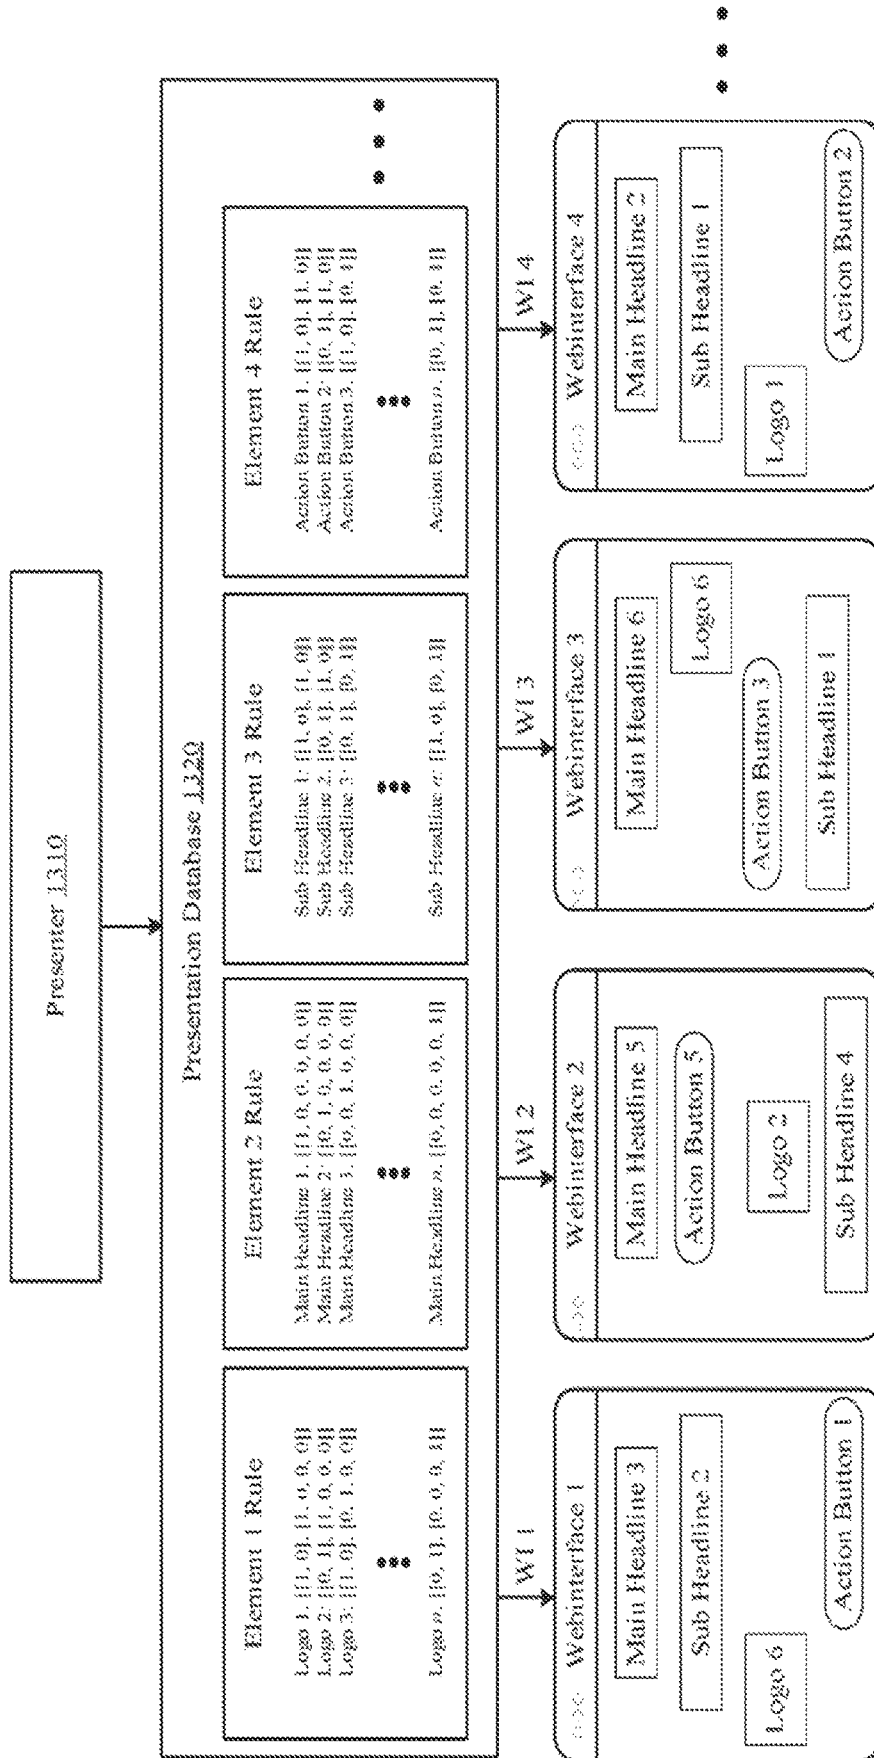 Presenter 1310
Presentation Database 1320
Element 1 Rule
Logo 1: [[1, 0], [1, 0, 0, 0]]
Logo 2: [[0, 1], [1, 0, 0, 0]]
Logo 3: [[1, 0], [0, 1, 0, 0]]
Logo n: [[0, 1], [0, 0, 0, 1]]
Element 2 Rule
Main Headline 1: [[1, 0, 0, 0, 0, 0]]
Main Headline 2: [[0, 1, 0, 0, 0, 0]]
Main Headline 3: [[0, 0, 1, 0, 0, 0]]
Main Headline n: [[0, 0, 0, 0, 0, 1]]
Element 3 Rule
Sub Headline 1: [[1, 0], [1, 0]]
Sub Headline 2: [[0, 1], [1, 0]]
Sub Headline 3: [[0, 1], [0, 1]]
Sub Headline n: [[1, 0], [0, 1]]
Element 4 Rule
Action Button 1: [[1, 0], [1, 0]]
Action Button 2: [[0, 1], [1, 0]]
Action Button 3: [[1, 0], [0, 1]]
Action Button n: [[0, 1], [0, 1]]
WI 1
WI 2
WI 3
WI 4
Webinterface 1
Main Headline 3
Sub Headline 2
Logo 6
Action Button 1
Webinterface 2
Main Headline 5
Action Button 5
Logo 2
Sub Headline 4
Webinterface 3
Main Headline 6
Logo 6
Action Button 3
Sub Headline 1
Webinterface 4
Main Headline 2
Sub Headline 1
Logo 1
Action Button 2